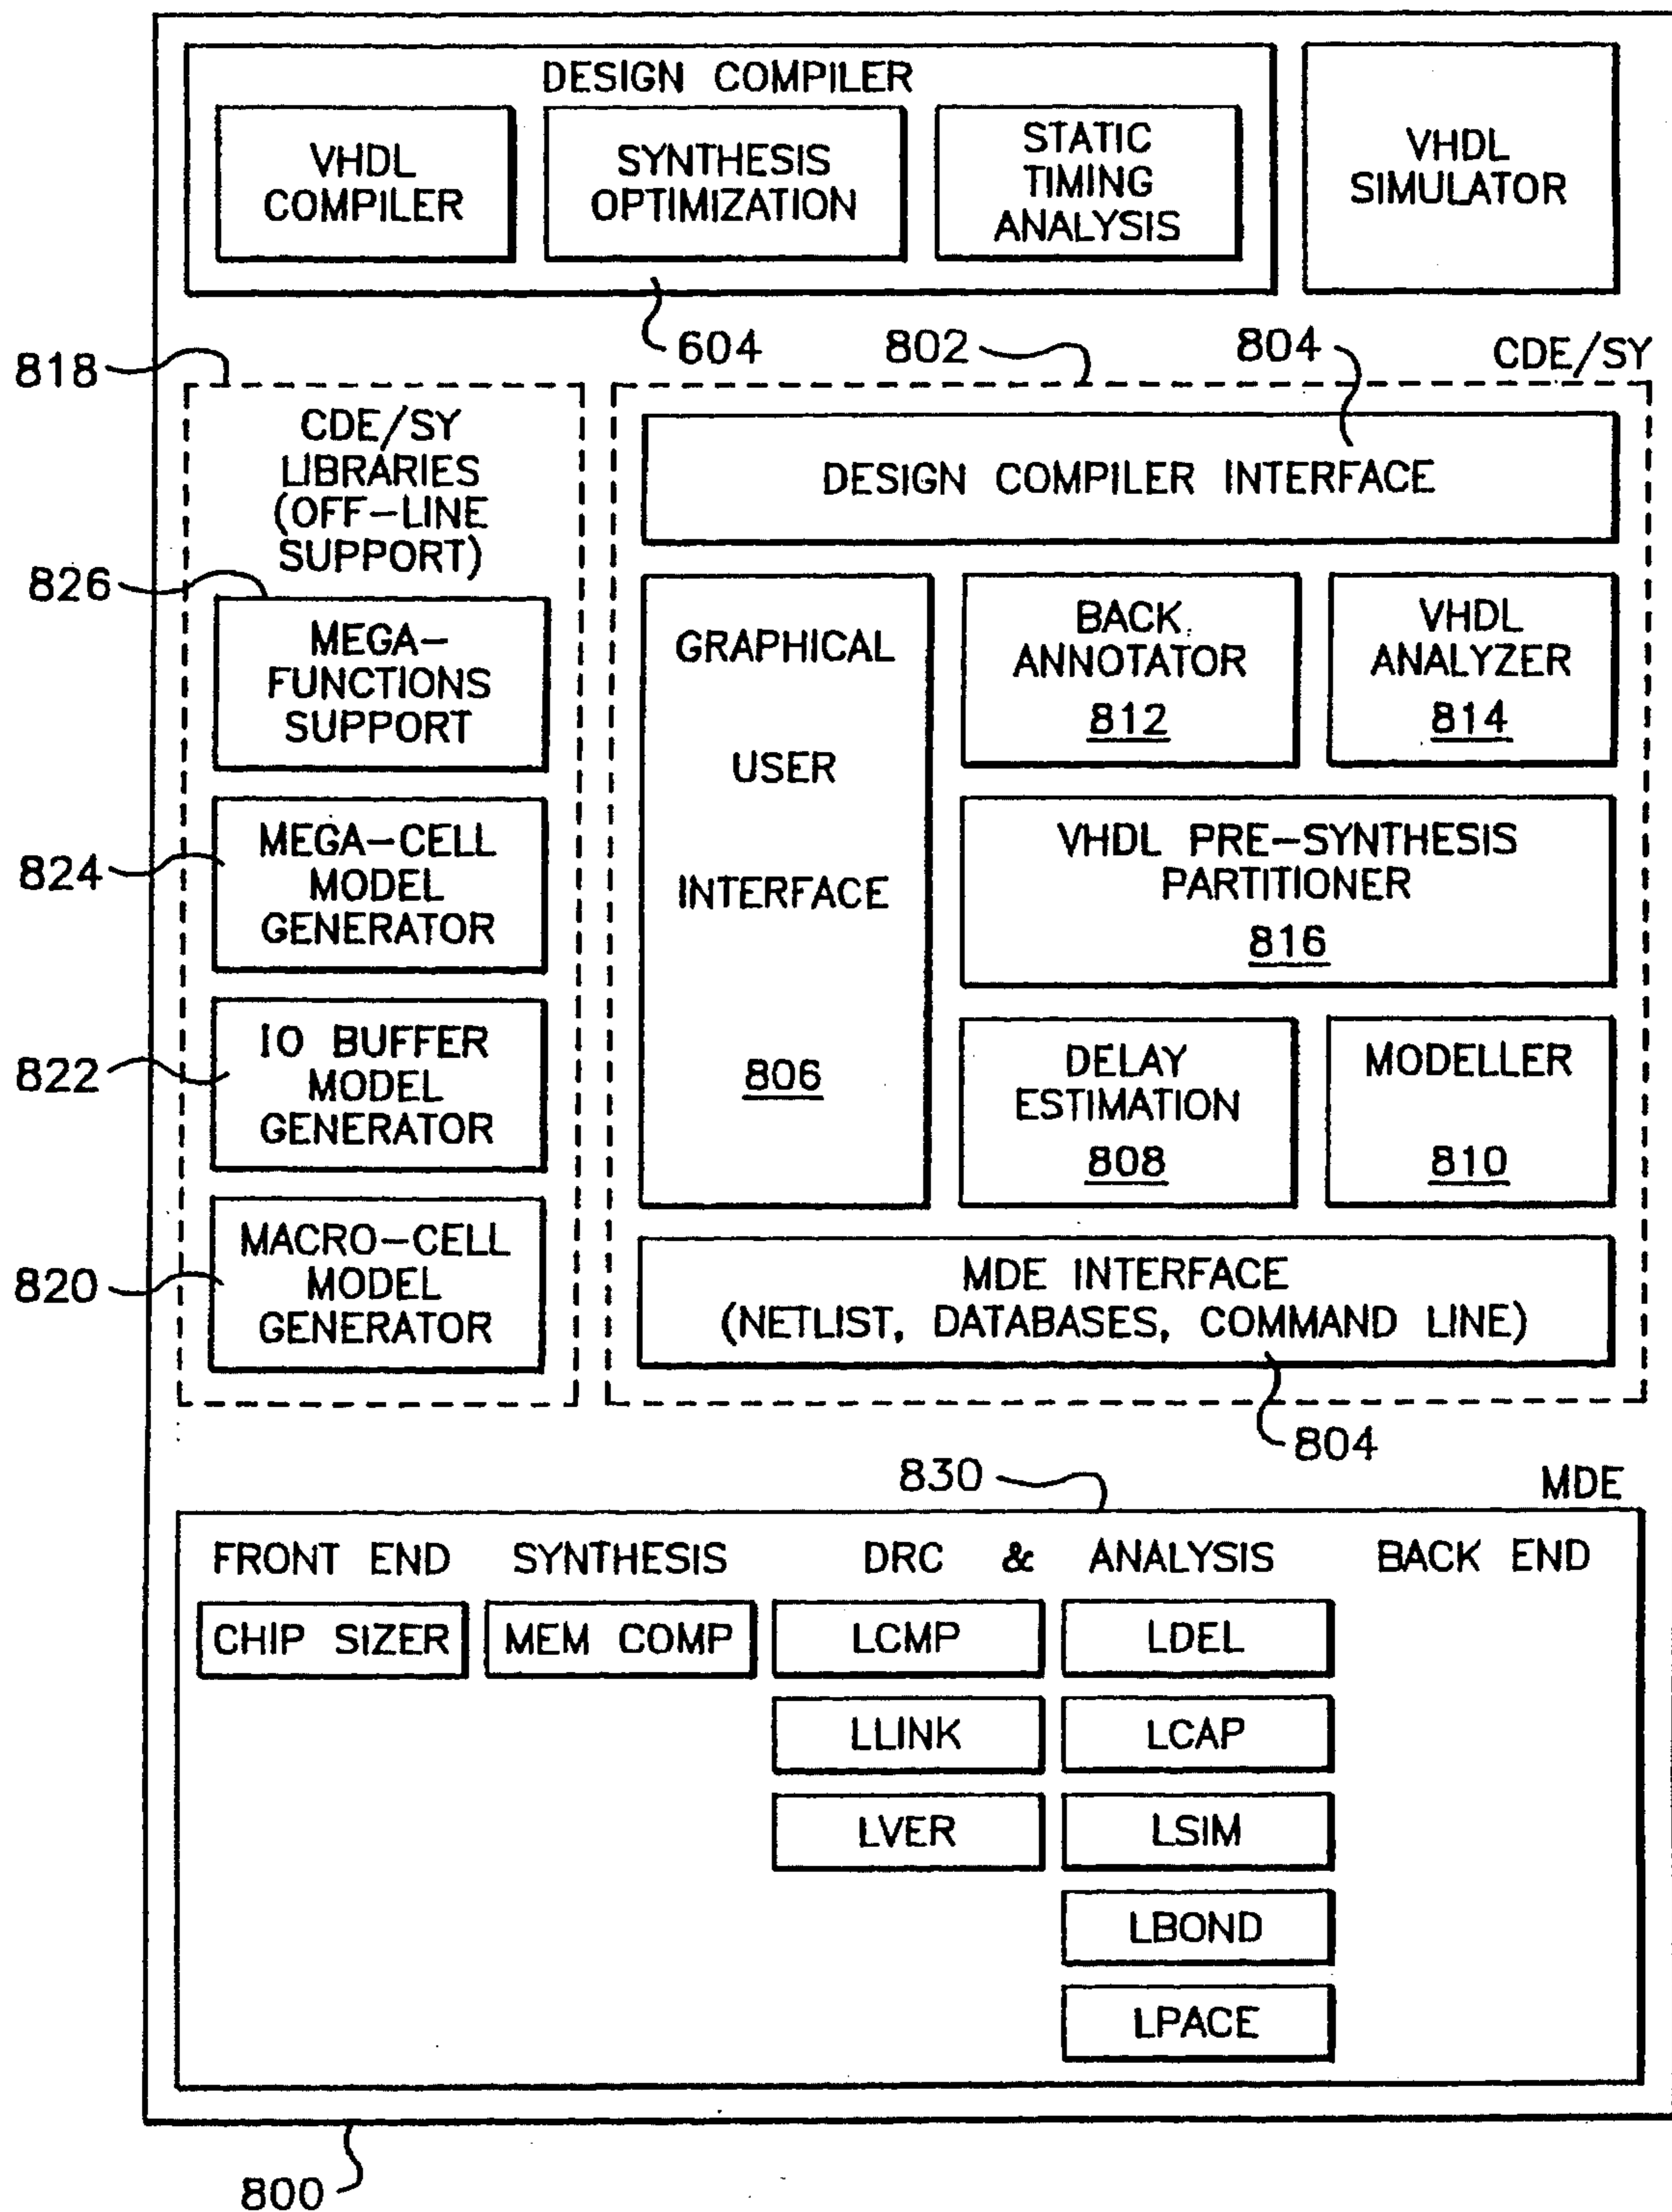 DESIGN COMPILER
VHDL
COMPILER
SYNTHESIS
OPTIMIZATION
STATIC
TIMING
ANALYSIS
VHDL
SIMULATOR
604
802
804
CDE/SY
818
CDE/SY
LIBRARIES
(OFF-LINE
SUPPORT)
826
MEGA-
FUNCTIONS
SUPPORT
824
MEGA-CELL
MODEL
GENERATOR
822
IO BUFFER
MODEL
GENERATOR
820
MACRO-CELL
MODEL
GENERATOR
DESIGN COMPILER INTERFACE
GRAPHICAL
USER
INTERFACE
806
BACK
ANNOTATOR
812
VHDL
ANALYZER
814
VHDL PRE-SYNTHESIS
PARTITIONER
816
DELAY
ESTIMATION
808
MODELLER
810
MDE INTERFACE
(NETLIST, DATABASES, COMMAND LINE)
804
830
MDE
FRONT END SYNTHESIS DRC & ANALYSIS BACK END
CHIP SIZER MEM COMP LCMP LDEL
LLINK LCAP
LVER LSIM
LBOND
LPACE
800